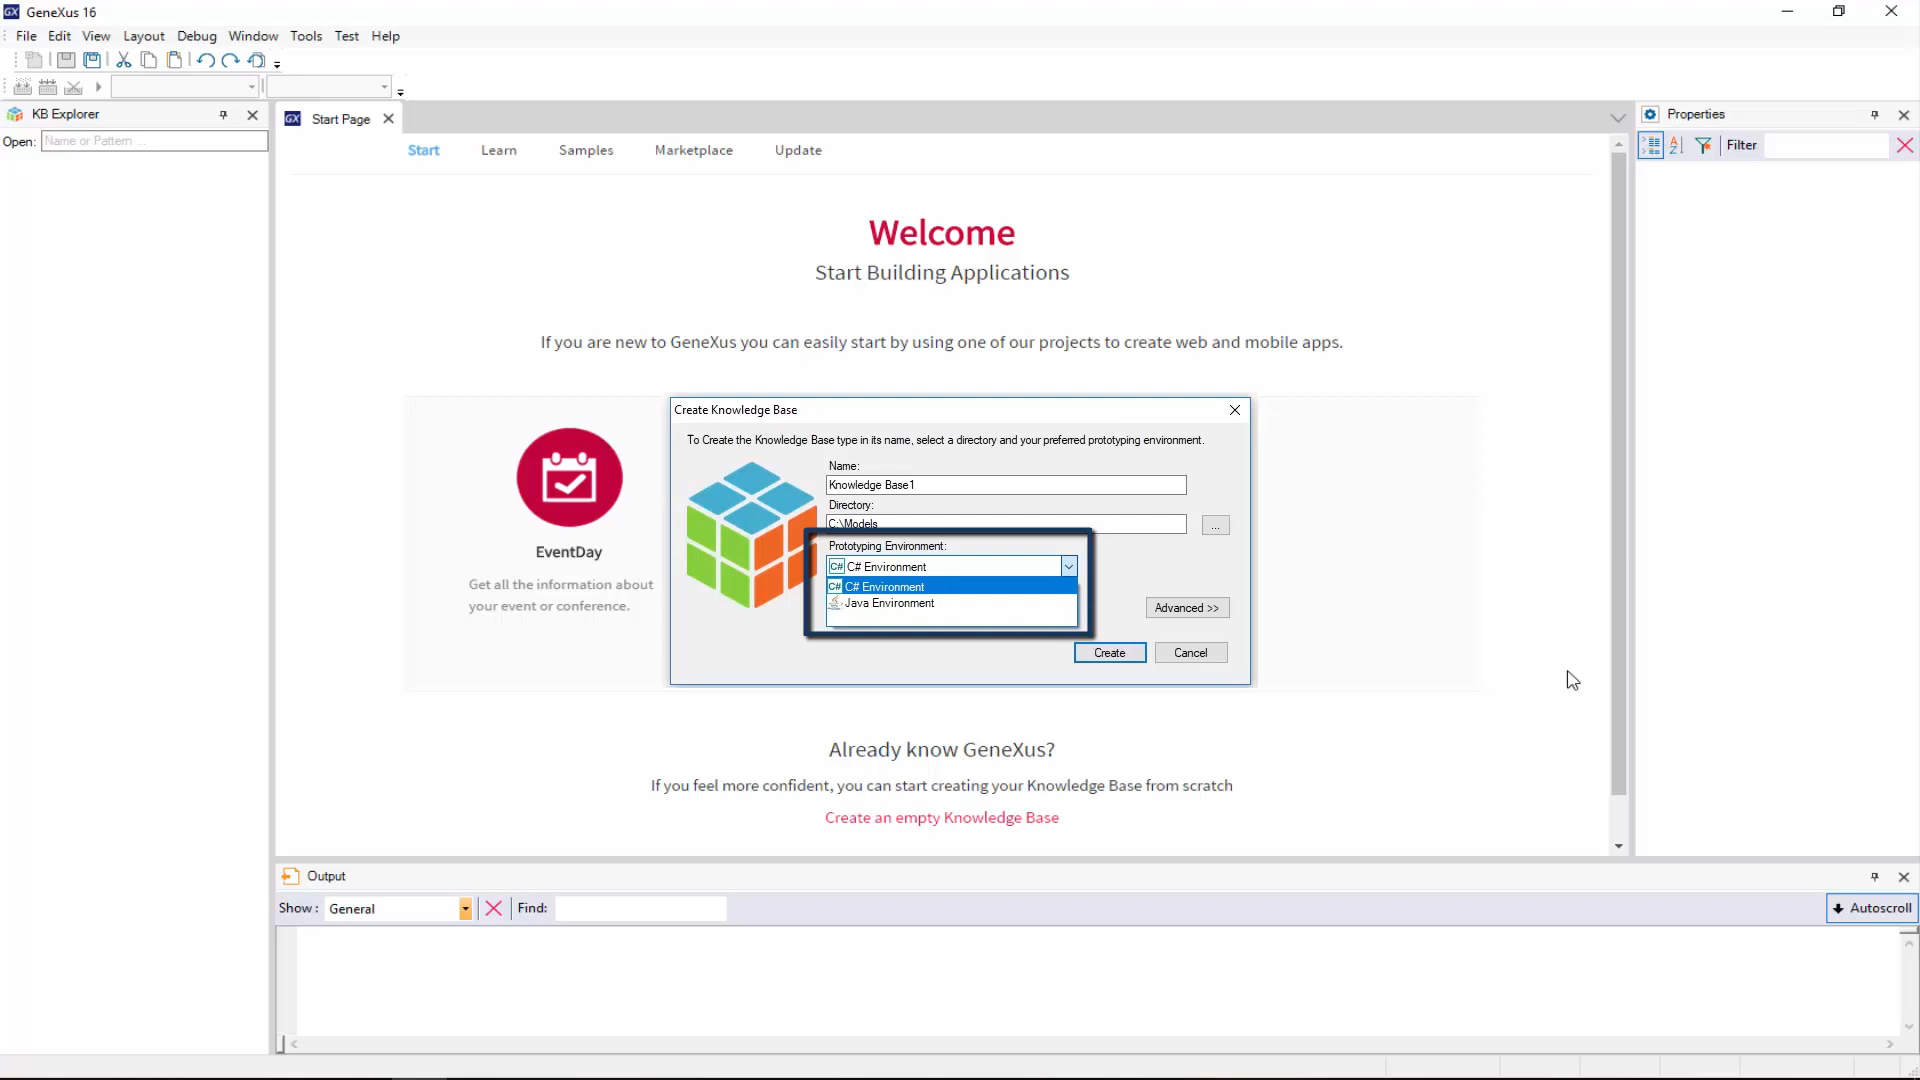 GX GeneXus 16
File Edit View Layout Debug Window Tools Test Help
KB Explorer
Open: Name or Pattern ...
GX Start Page
Start Learn Samples Marketplace Update
Welcome
Start Building Applications
If you are new to GeneXus you can easily start by using one of our projects to create web and mobile apps.
EventDay
Get all the information about
your event or conference.
Create Knowledge Base
To Create the Knowledge Base type in its name, select a directory and your preferred prototyping environment.
Name:
Knowledge Base1
Directory:
C:\Models
...
Prototyping Environment:
C# C# Environment
C# C# Environment
Java Environment
Advanced >>
Create Cancel
Already know GeneXus?
If you feel more confident, you can start creating your Knowledge Base from scratch
Create an empty Knowledge Base
Properties
A Z Filter
Output
Show : General Find: Autoscroll